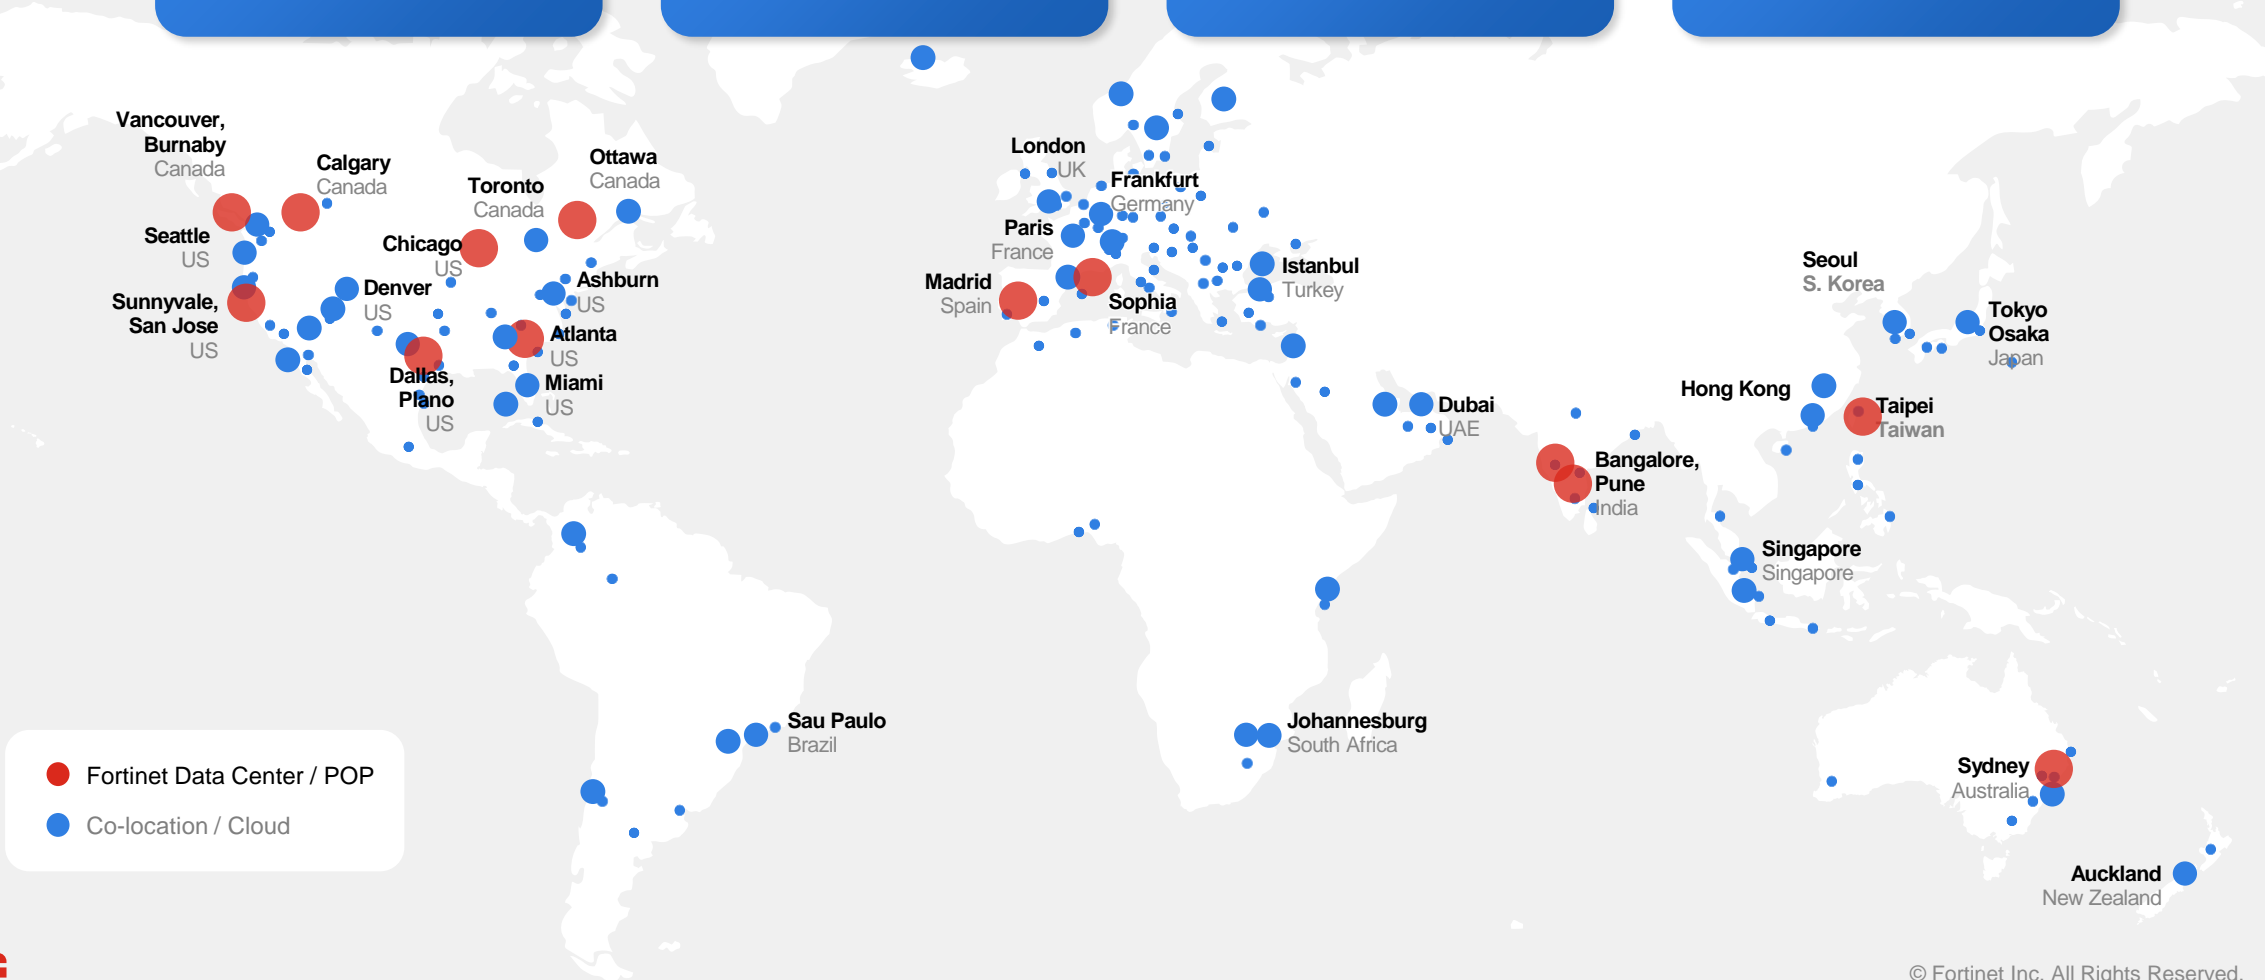 Vancouver,
Burnaby
Canada
Calgary
Canada
Toronto
Canada
Ottawa
Canada
Seattle
US
Chicago
US
Sunnyvale,
San Jose
US
Denver
US
Ashburn
US
Atlanta
US
Dallas,
Plano
US
Miami
US
London
UK
Frankfurt
Germany
Paris
France
Madrid
Spain
Sophia
France
Istanbul
Turkey
Dubai
UAE
Seoul
S. Korea
Tokyo
Osaka
Japan
Hong Kong
Taipei
Taiwan
Bangalore,
Pune
India
Singapore
Singapore
Sau Paulo
Brazil
Johannesburg
South Africa
Sydney
Australia
Auckland
New Zealand
Fortinet Data Center / POP
Co-location / Cloud
© Fortinet Inc. All Rights Reserved.